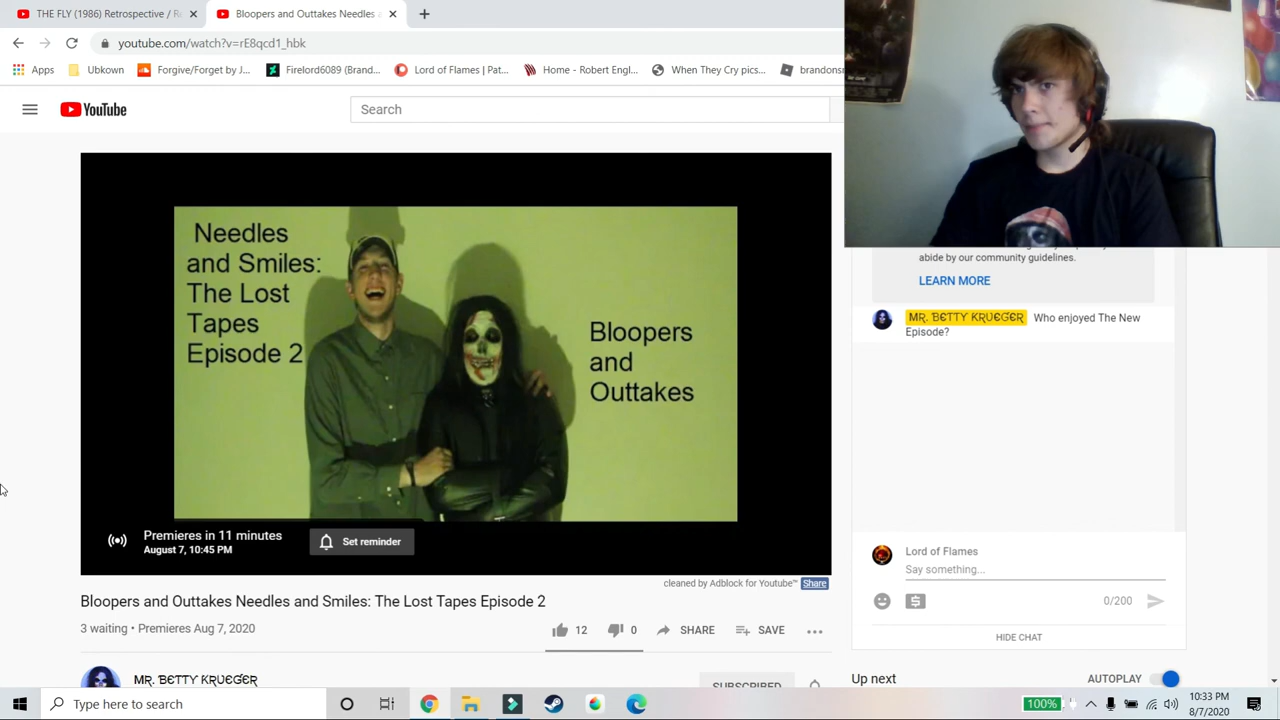 THE FLY (1986) Retrospective / R
Bloopers and Outtakes Needles a
youtube.com/watch?v=rE8qcd1_hbk
Apps
Ubkown
Forgive/Forget by J...
Firelord6089 (Brand...
Lord of Flames | Pat...
Home - Robert Engl...
When They Cry pics...
brandons
YouTube
Search
Needles
and Smiles:
The Lost
Tapes
Episode 2
Bloopers
and
Outtakes
Premieres in 11 minutes
August 7, 10:45 PM
Set reminder
cleaned by Adblock for Youtube™ Share
Bloopers and Outtakes Needles and Smiles: The Lost Tapes Episode 2
3 waiting • Premieres Aug 7, 2020
12
0
SHARE
SAVE
MR. BETTY KRUEGER
SUBSCRIBED
abide by our community guidelines.
LEARN MORE
MR. BETTY KRUEGER Who enjoyed The New
Episode?
Lord of Flames
Say something...
0/200
HIDE CHAT
Up next
AUTOPLAY
Type here to search
100%
10:33 PM
8/7/2020